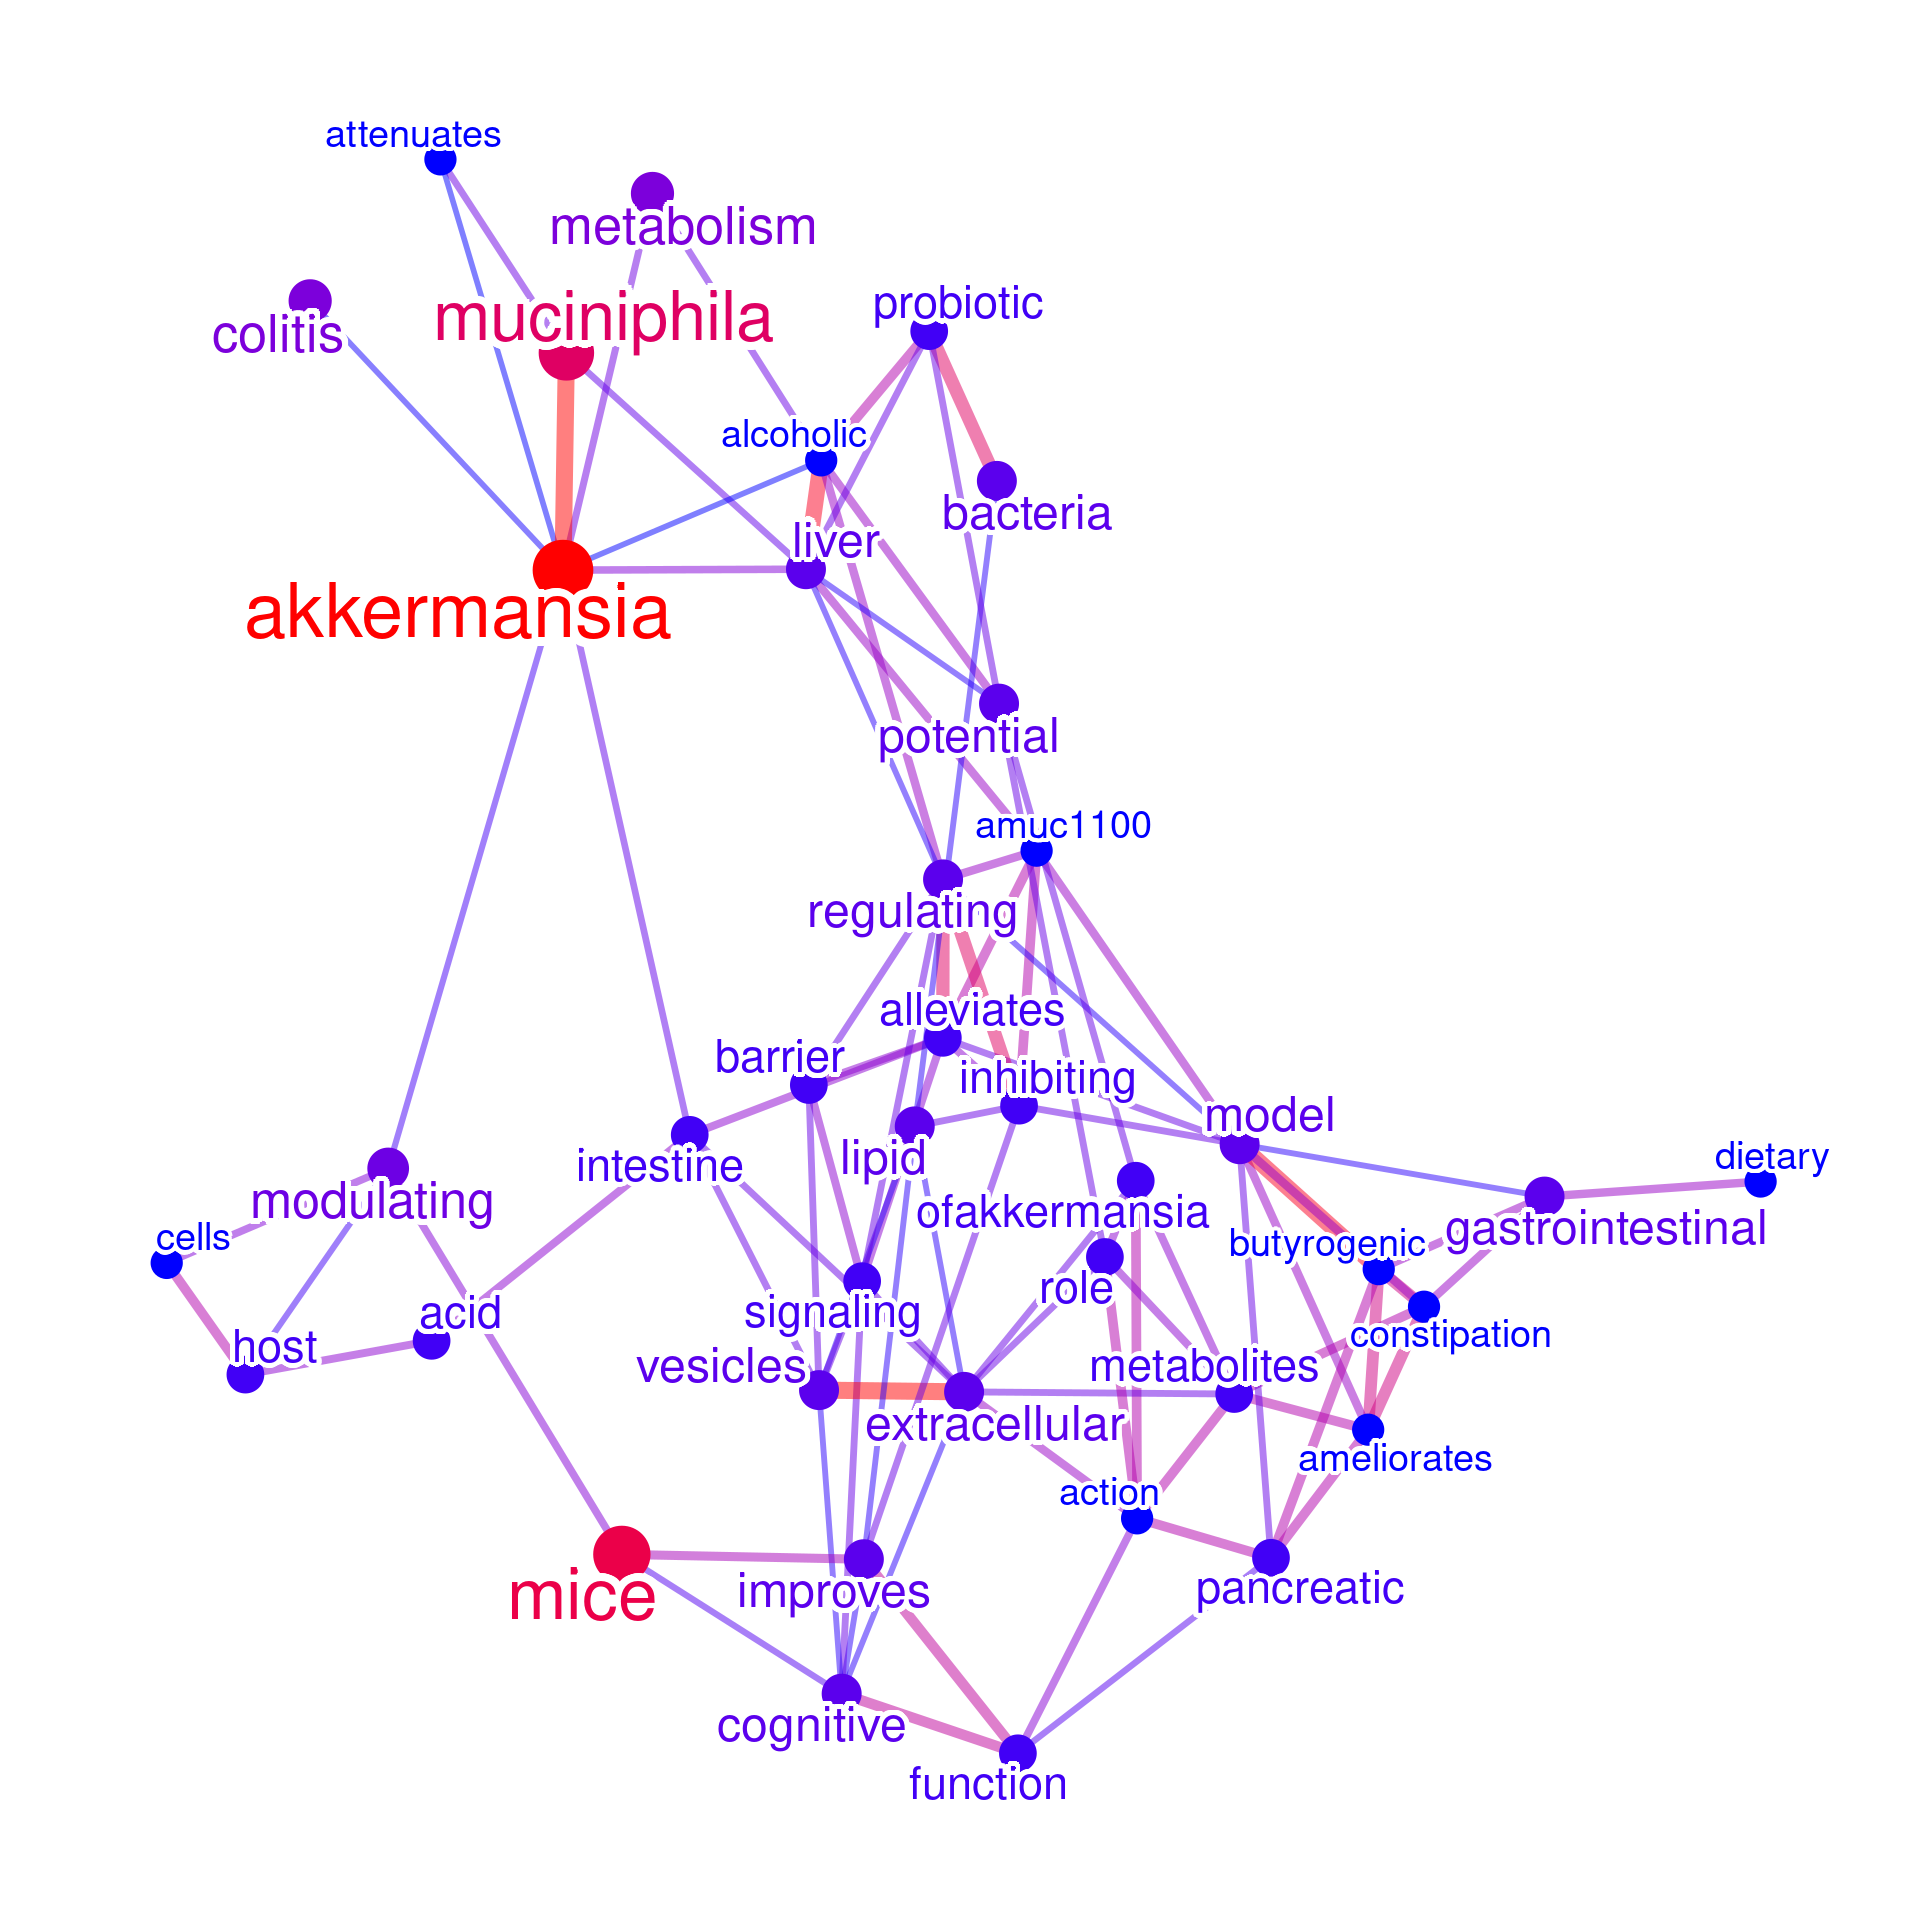 attenuates
metabolism
probiotic
muciniphila
colitis
alcoholic
bacteria
liver
akkermansia
potential
amuc1100
regulating
alleviates
barrier
inhibiting
model
lipid
intestine
dietary
modulating
ofakkermansia
gastrointestinal
cells
butyrogenic
role
acid
signaling
constipation
host
vesicles
metabolites
extracellular
ameliorates
action
improves
pancreatic
mice
cognitive
function